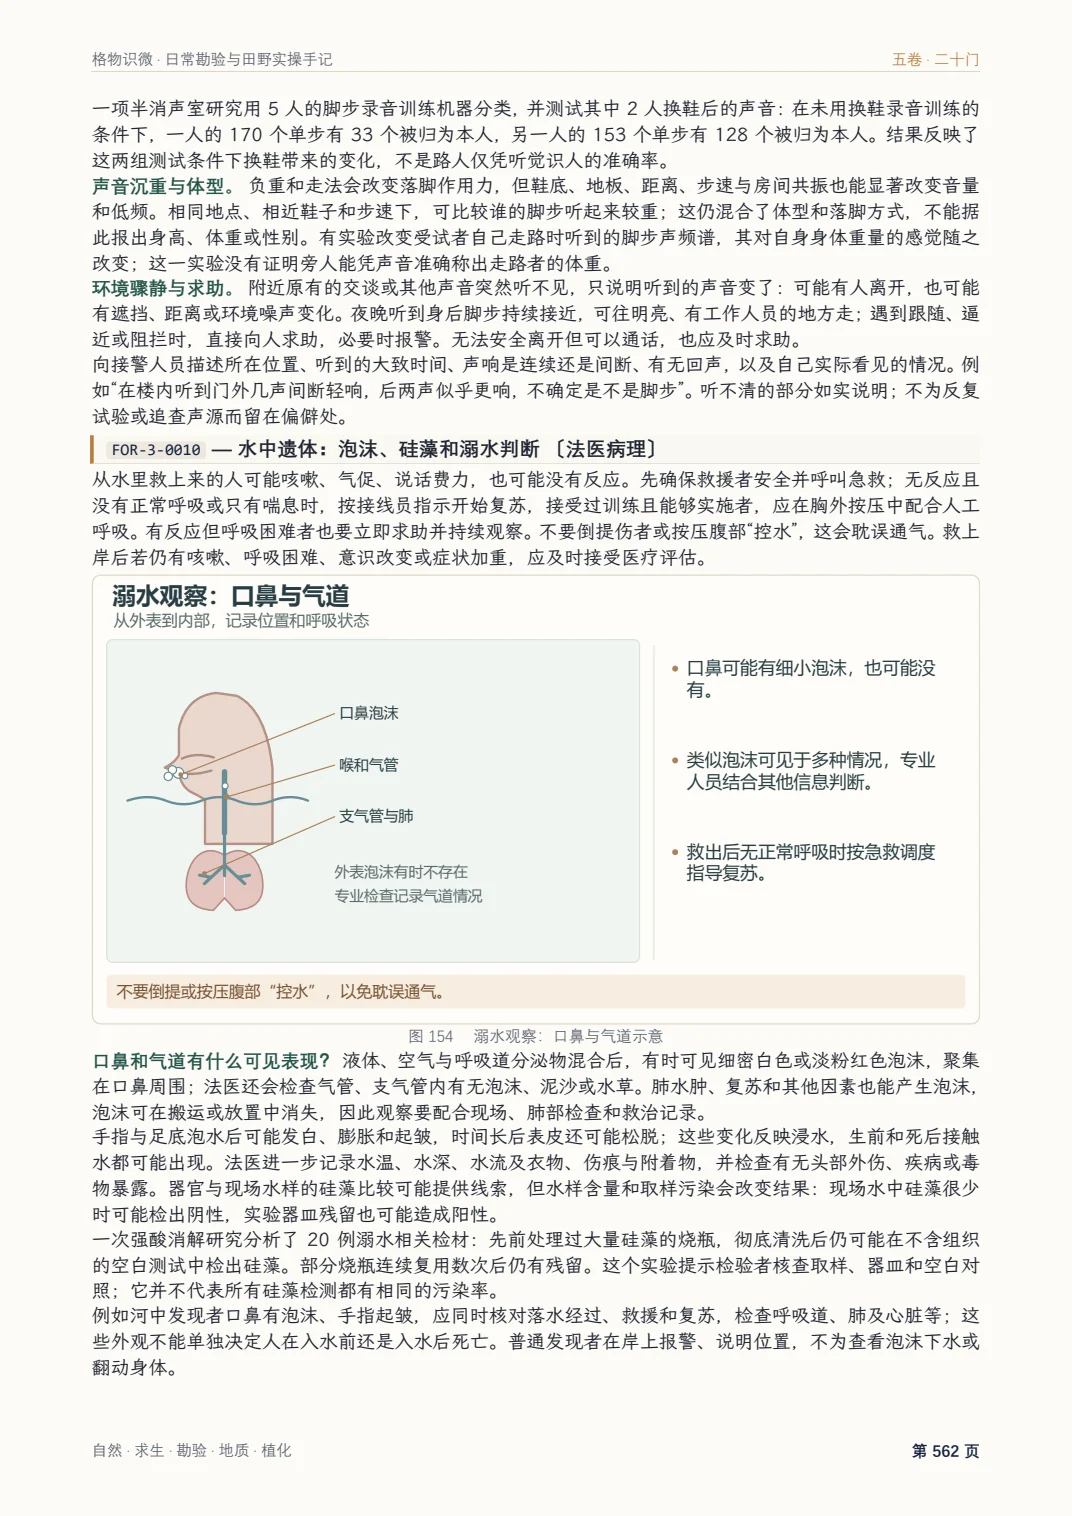 格物识微 · 日常勘验与田野实操手记
五卷 · 二十门
一项半消声室研究用 5 人的脚步录音训练机器分类，并测试其中 2 人换鞋后的声音：在未用换鞋录音训练的
条件下，一人的 170 个单步有 33 个被归为本人，另一人的 153 个单步有 128 个被归为本人。结果反映了
这两组测试条件下换鞋带来的变化，不是路人仅凭听觉识人的准确率。
声音沉重与体型。 负重和走法会改变落脚作用力，但鞋底、地板、距离、步速与房间共振也能显著改变音量
和低频。相同地点、相近鞋子和步速下，可比较谁的脚步听起来较重；这仍混合了体型和落脚方式，不能据
此报出身高、体重或性别。有实验改变受试者自己走路时听到的脚步声频谱，其对自身身体重量的感觉随之
改变；这一实验没有证明旁人能凭声音准确称出走路者的体重。
环境骤静与求助。 附近原有的交谈或其他声音突然听不见，只说明听到的声音变了：可能有人离开，也可能
有遮挡、距离或环境噪声变化。夜晚听到身后脚步持续接近，可往明亮、有工作人员的地方走；遇到跟随、逼
近或阻拦时，直接向人求助，必要时报警。无法安全离开但可以通话，也应及时求助。
向接警人员描述所在位置、听到的大致时间、声响是连续还是间断、有无回声，以及自己实际看见的情况。例
如“在楼内听到门外几声间断轻响，后两声似乎更响，不确定是不是脚步”。听不清的部分如实说明；不为反复
试验或追查声源而留在偏僻处。
FOR-3-0010 — 水中遗体：泡沫、硅藻和溺水判断 〔法医病理〕
从水里救上来的人可能咳嗽、气促、说话费力，也可能没有反应。先确保救援者安全并呼叫急救；无反应且
没有正常呼吸或只有喘息时，按接线员指示开始复苏，接受过训练且能够实施者，应在胸外按压中配合人工
呼吸。有反应但呼吸困难者也要立即求助并持续观察。不要倒提伤者或按压腹部“控水”，这会耽误通气。救上
岸后若仍有咳嗽、呼吸困难、意识改变或症状加重，应及时接受医疗评估。
溺水观察：口鼻与气道
从外表到内部，记录位置和呼吸状态
口鼻泡沫
喉和气管
支气管与肺
外表泡沫有时不存在
专业检查记录气道情况
• 口鼻可能有细小泡沫，也可能没
有。
• 类似泡沫可见于多种情况，专业
人员结合其他信息判断。
• 救出后无正常呼吸时按急救调度
指导复苏。
不要倒提或按压腹部“控水”，以免耽误通气。
图 154 溺水观察：口鼻与气道示意
口鼻和气道有什么可见表现？ 液体、空气与呼吸道分泌物混合后，有时可见细密白色或淡粉红色泡沫，聚集
在口鼻周围；法医还会检查气管、支气管内有无泡沫、泥沙或水草。肺水肿、复苏和其他因素也能产生泡沫，
泡沫可在搬运或放置中消失，因此观察要配合现场、肺部检查和救治记录。
手指与足底泡水后可能发白、膨胀和起皱，时间长后表皮还可能松脱；这些变化反映浸水，生前和死后接触
水都可能出现。法医进一步记录水温、水深、水流及衣物、伤痕与附着物，并检查有无头部外伤、疾病或毒
物暴露。器官与现场水样的硅藻比较可能提供线索，但水样含量和取样污染会改变结果：现场水中硅藻很少
时可能检出阴性，实验器皿残留也可能造成阳性。
一次强酸消解研究分析了 20 例溺水相关检材：先前处理过大量硅藻的烧瓶，彻底清洗后仍可能在不含组织
的空白测试中检出硅藻。部分烧瓶连续复用数次后仍有残留。这个实验提示检验者核查取样、器皿和空白对
照；它并不代表所有硅藻检测都有相同的污染率。
例如河中发现者口鼻有泡沫、手指起皱，应同时核对落水经过、救援和复苏，检查呼吸道、肺及心脏等；这
些外观不能单独决定人在入水前还是入水后死亡。普通发现者在岸上报警、说明位置，不为查看泡沫下水或
翻动身体。
自然 · 求生 · 勘验 · 地质 · 植化
第 562 页